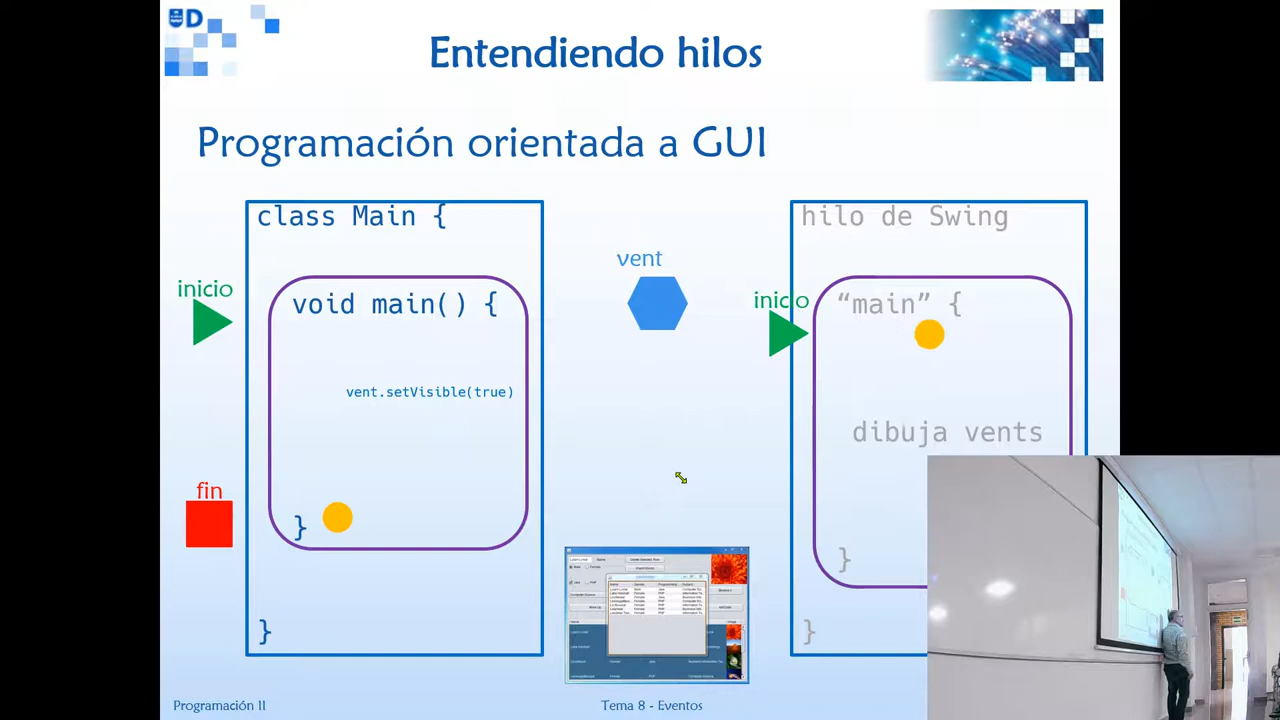 UD
Entendiendo hilos
Programación orientada a GUI
class Main {
inicio
void main() {
vent.setVisible(true)
fin
}
}
vent
hilo de Swing
inicio
“main” {
dibuja vents
}
}
Programación II
Tema 8 - Eventos